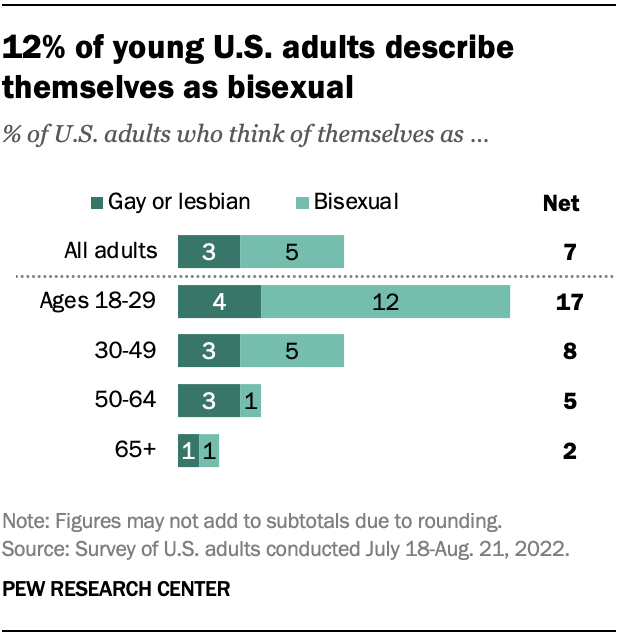 12% of young U.S. adults describe
themselves as bisexual
% of U.S. adults who think of themselves as ...
Gay or lesbian Bisexual Net
All adults 3 5 7
Ages 18-29 4 12 17
30-49 3 5 8
50-64 3 1 5
65+ 1 1 2
Note: Figures may not add to subtotals due to rounding.
Source: Survey of U.S. adults conducted July 18-Aug. 21, 2022.
PEW RESEARCH CENTER